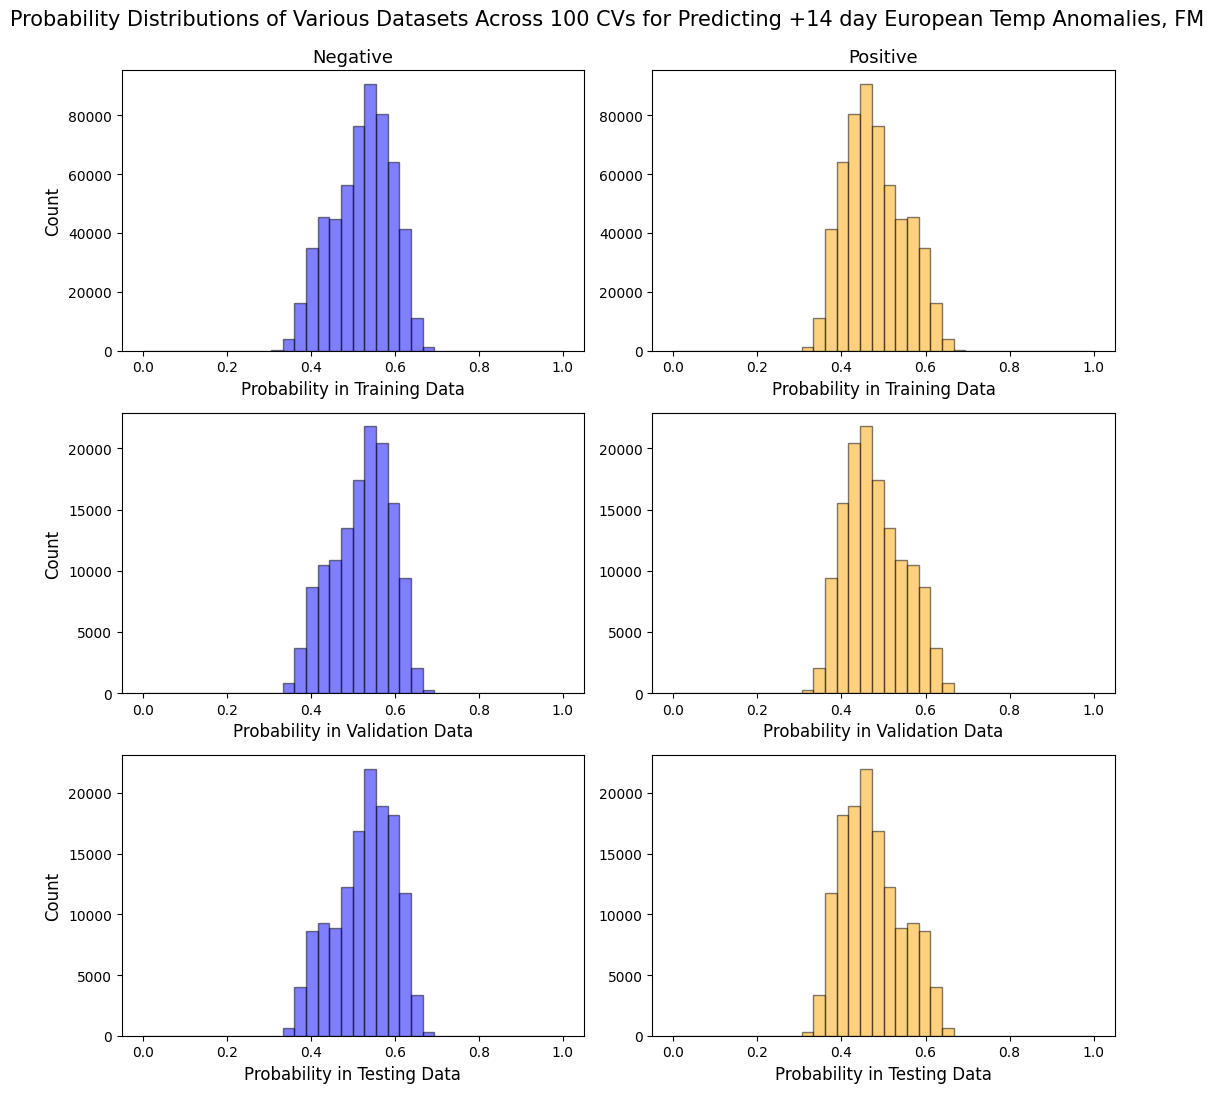 Probability Distributions of Various Datasets Across 100 CVs for Predicting +14 day European Temp Anomalies, FM
Negative
Positive
80000
60000
40000
20000
0
Count
0.0 0.2 0.4 0.6 0.8 1.0
Probability in Training Data
80000
60000
40000
20000
0
0.0 0.2 0.4 0.6 0.8 1.0
Probability in Training Data
20000
15000
10000
5000
0
Count
0.0 0.2 0.4 0.6 0.8 1.0
Probability in Validation Data
20000
15000
10000
5000
0
0.0 0.2 0.4 0.6 0.8 1.0
Probability in Validation Data
20000
15000
10000
5000
0
Count
0.0 0.2 0.4 0.6 0.8 1.0
Probability in Testing Data
20000
15000
10000
5000
0
0.0 0.2 0.4 0.6 0.8 1.0
Probability in Testing Data